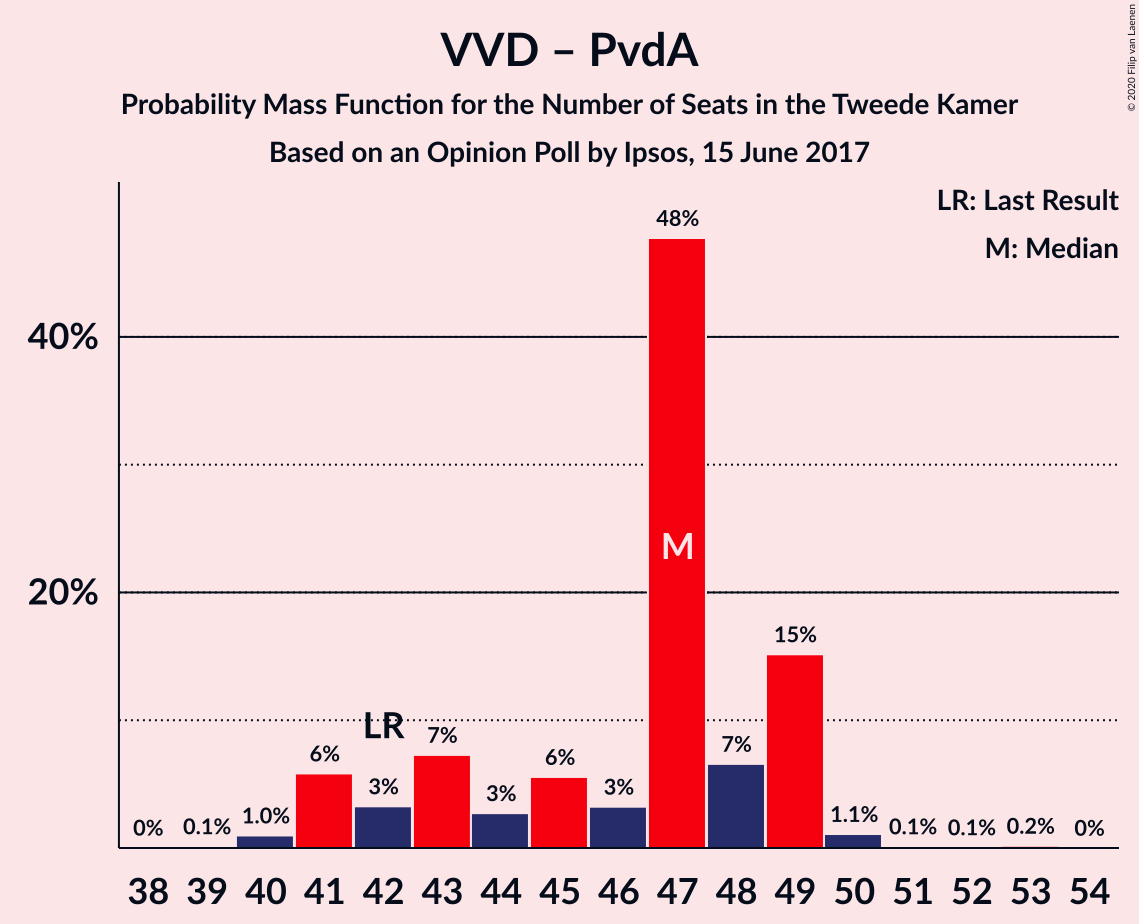 VVD – PvdA
Probability Mass Function for the Number of Seats in the Tweede Kamer
Based on an Opinion Poll by Ipsos, 15 June 2017
© 2020 Filip van Laenen
LR: Last Result
M: Median
40%
20%
0% 0.1% 1.0% 6% 3% 7% 3% 6% 3% 48% 7% 15% 1.1% 0.1% 0.1% 0.2% 0%
LR
M
38 39 40 41 42 43 44 45 46 47 48 49 50 51 52 53 54